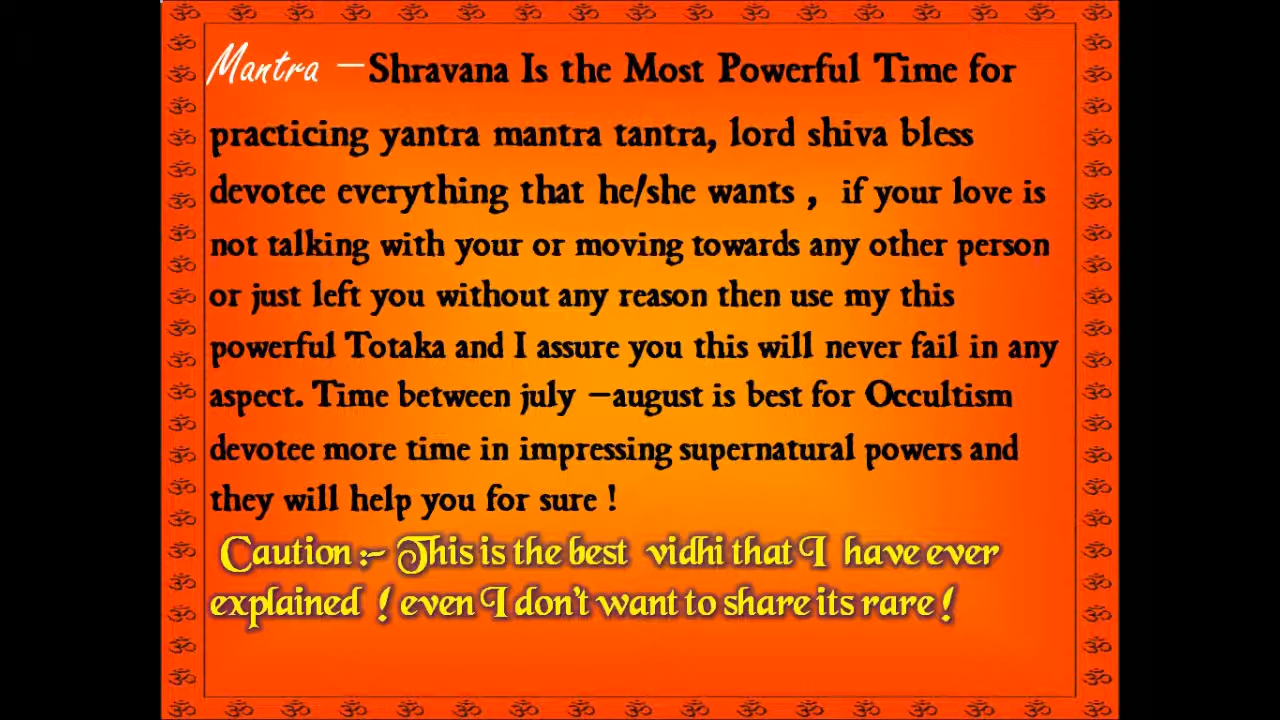 Mantra – Shravana Is the Most Powerful Time for
practicing yantra mantra tantra, lord shiva bless
devotee everything that he/she wants , if your love is
not talking with your or moving towards any other person
or just left you without any reason then use my this
powerful Totaka and I assure you this will never fail in any
aspect. Time between july –august is best for Occultism
devotee more time in impressing supernatural powers and
they will help you for sure !
Caution :- This is the best vidhi that I have ever
explained ! even I don't want to share its rare !